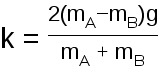 k = 2(mA−mB)g / mA + mB